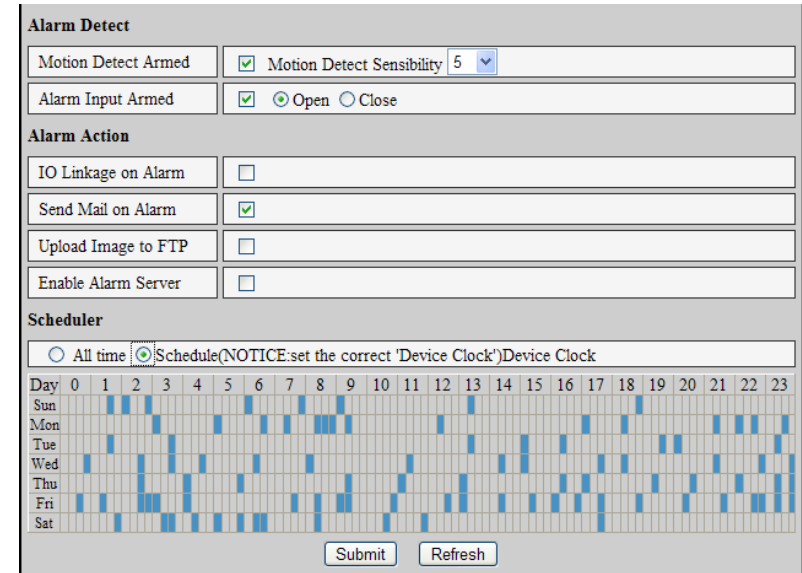 Alarm Detect
Motion Detect Armed Motion Detect Sensibility 5
Alarm Input Armed Open Close
Alarm Action
IO Linkage on Alarm
Send Mail on Alarm
Upload Image to FTP
Enable Alarm Server
Scheduler
All time Schedule(NOTICE:set the correct 'Device Clock')Device Clock
Day 0 1 2 3 4 5 6 7 8 9 10 11 12 13 14 15 16 17 18 19 20 21 22 23
Sun
Mon
Tue
Wed
Thu
Fri
Sat
Submit Refresh